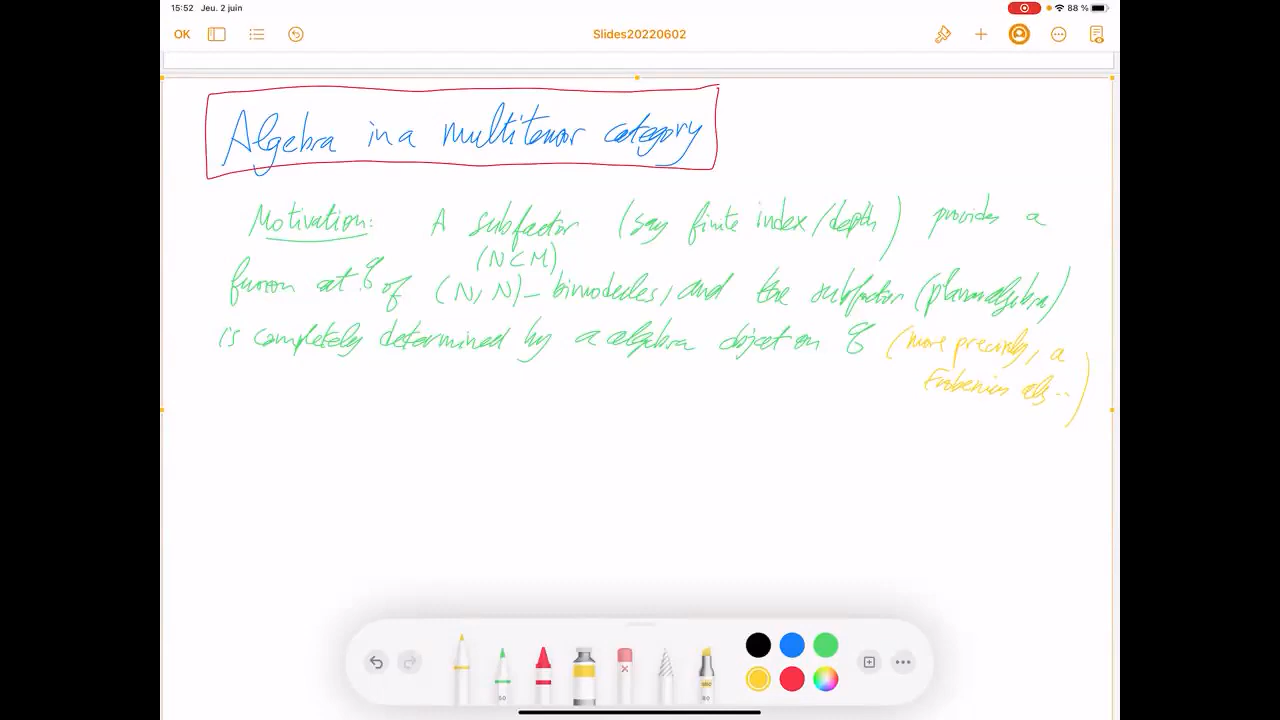 15:52 Jeu. 2 juin
88 %
OK
Slides20220602
Algebra in a multitensor category
Motivation: A subfactor (say finite index/depth) provides a
(N⊂M)
fusion cat. 𝒞 of (N, N)-bimodules, and the subfactor (planar algebra)
is completely determined by a algebra object on 𝒞 (more precisely, a
Frobenius alg..)